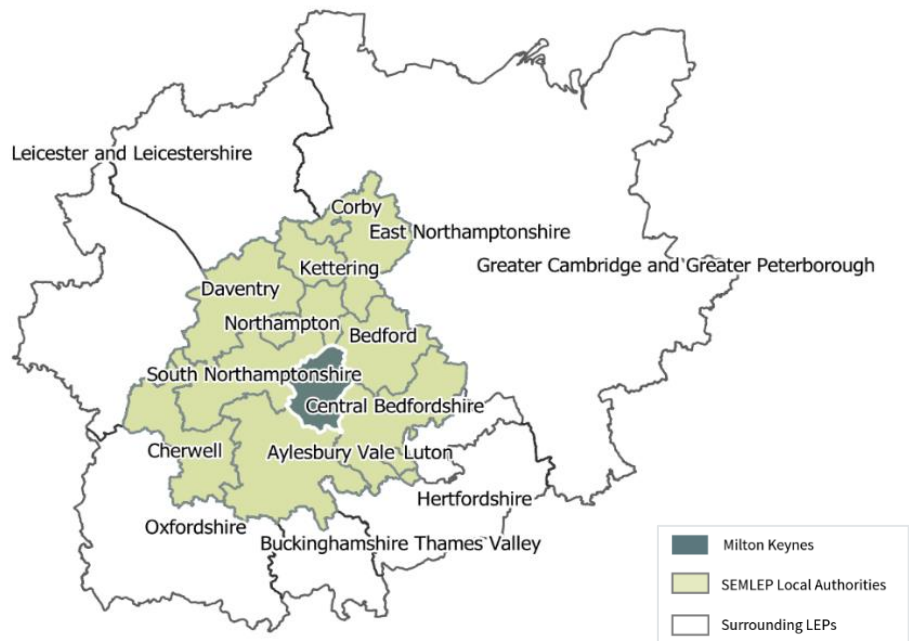 Leicester and Leicestershire
Corby
East Northamptonshire
Kettering
Greater Cambridge and Greater Peterborough
Daventry
Northampton
Bedford
South Northamptonshire
Central Bedfordshire
Cherwell
Aylesbury Vale
Luton
Hertfordshire
Oxfordshire
Buckinghamshire Thames Valley
Milton Keynes
SEMLEP Local Authorities
Surrounding LEPs